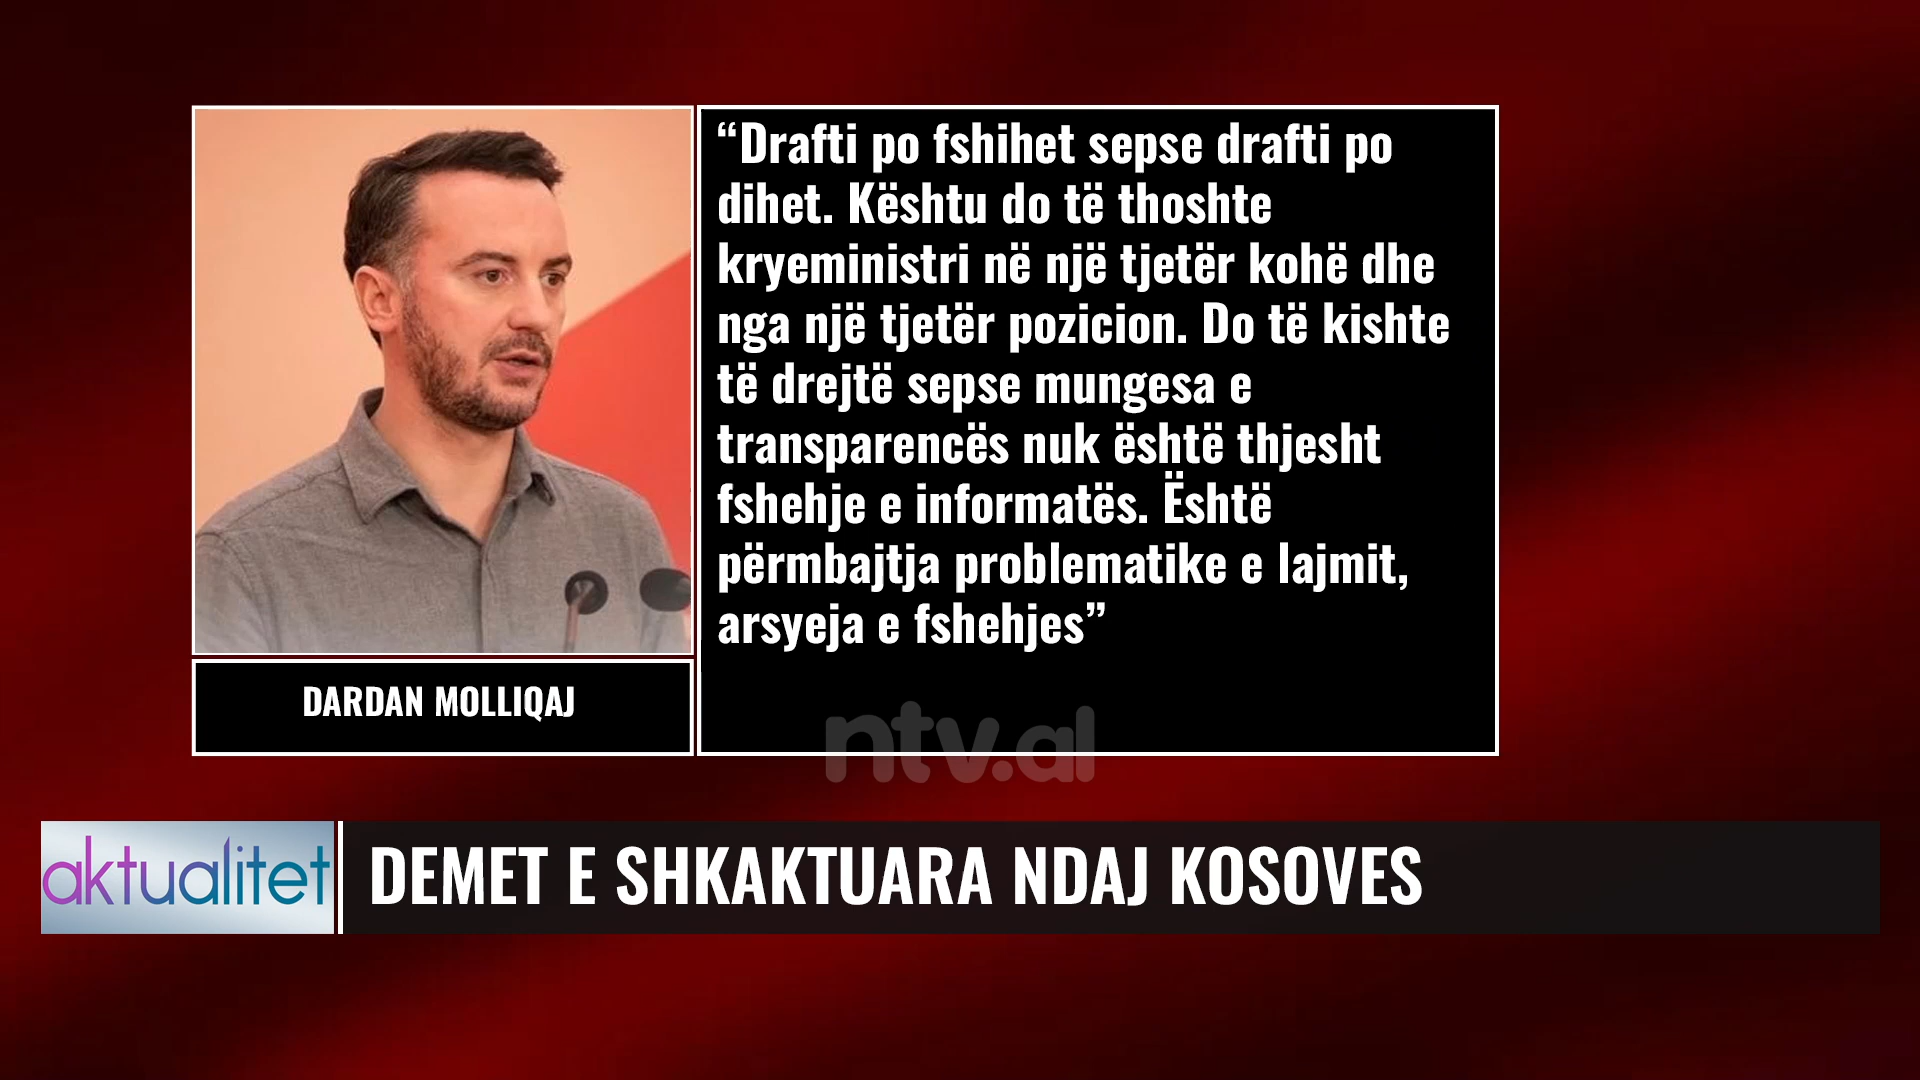 “Drafti po fshihet sepse drafti po
dihet. Kështu do të thoshte
kryeministri në një tjetër kohë dhe
nga një tjetër pozicion. Do të kishte
të drejtë sepse mungesa e
transparencës nuk është thjesht
fshehje e informatës. Është
përmbajtja problematike e lajmit,
arsyeja e fshehjes”
DARDAN MOLLIQAJ
ntv.al
aktualitet
DEMET E SHKAKTUARA NDAJ KOSOVES